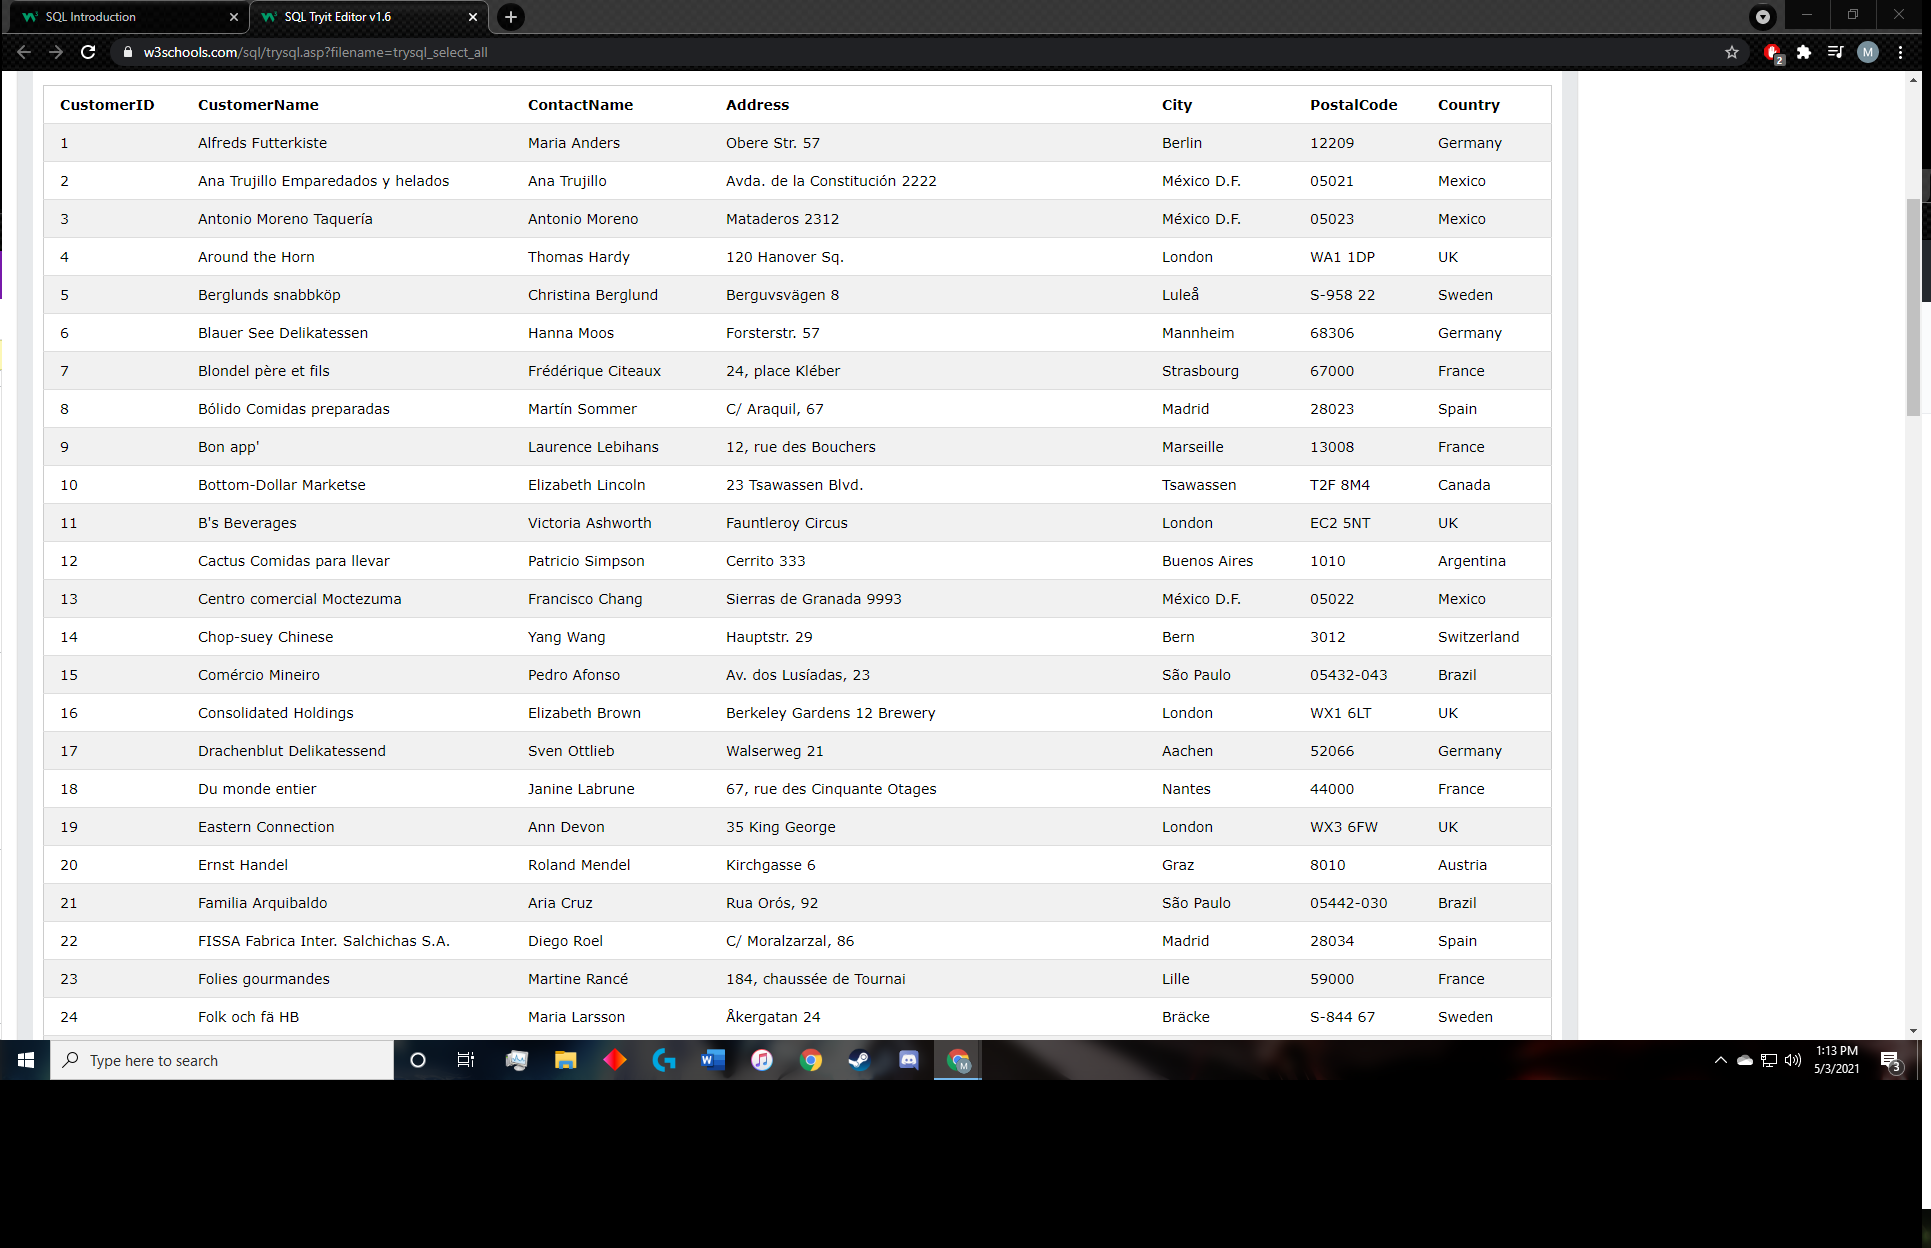 SQL Introduction
SQL Tryit Editor v1.6
w3schools.com/sql/trysql.asp?filename=trysql_select_all
2
M
CustomerID CustomerName ContactName Address City PostalCode Country
1 Alfreds Futterkiste Maria Anders Obere Str. 57 Berlin 12209 Germany
2 Ana Trujillo Emparedados y helados Ana Trujillo Avda. de la Constitución 2222 México D.F. 05021 Mexico
3 Antonio Moreno Taquería Antonio Moreno Mataderos 2312 México D.F. 05023 Mexico
4 Around the Horn Thomas Hardy 120 Hanover Sq. London WA1 1DP UK
5 Berglunds snabbköp Christina Berglund Berguvsvägen 8 Luleå S-958 22 Sweden
6 Blauer See Delikatessen Hanna Moos Forsterstr. 57 Mannheim 68306 Germany
7 Blondel père et fils Frédérique Citeaux 24, place Kléber Strasbourg 67000 France
8 Bólido Comidas preparadas Martín Sommer C/ Araquil, 67 Madrid 28023 Spain
9 Bon app' Laurence Lebihans 12, rue des Bouchers Marseille 13008 France
10 Bottom-Dollar Marketse Elizabeth Lincoln 23 Tsawassen Blvd. Tsawassen T2F 8M4 Canada
11 B's Beverages Victoria Ashworth Fauntleroy Circus London EC2 5NT UK
12 Cactus Comidas para llevar Patricio Simpson Cerrito 333 Buenos Aires 1010 Argentina
13 Centro comercial Moctezuma Francisco Chang Sierras de Granada 9993 México D.F. 05022 Mexico
14 Chop-suey Chinese Yang Wang Hauptstr. 29 Bern 3012 Switzerland
15 Comércio Mineiro Pedro Afonso Av. dos Lusíadas, 23 São Paulo 05432-043 Brazil
16 Consolidated Holdings Elizabeth Brown Berkeley Gardens 12 Brewery London WX1 6LT UK
17 Drachenblut Delikatessend Sven Ottlieb Walserweg 21 Aachen 52066 Germany
18 Du monde entier Janine Labrune 67, rue des Cinquante Otages Nantes 44000 France
19 Eastern Connection Ann Devon 35 King George London WX3 6FW UK
20 Ernst Handel Roland Mendel Kirchgasse 6 Graz 8010 Austria
21 Familia Arquibaldo Aria Cruz Rua Orós, 92 São Paulo 05442-030 Brazil
22 FISSA Fabrica Inter. Salchichas S.A. Diego Roel C/ Moralzarzal, 86 Madrid 28034 Spain
23 Folies gourmandes Martine Rancé 184, chaussée de Tournai Lille 59000 France
24 Folk och fä HB Maria Larsson Åkergatan 24 Bräcke S-844 67 Sweden
Type here to search
1:13 PM
5/3/2021
3